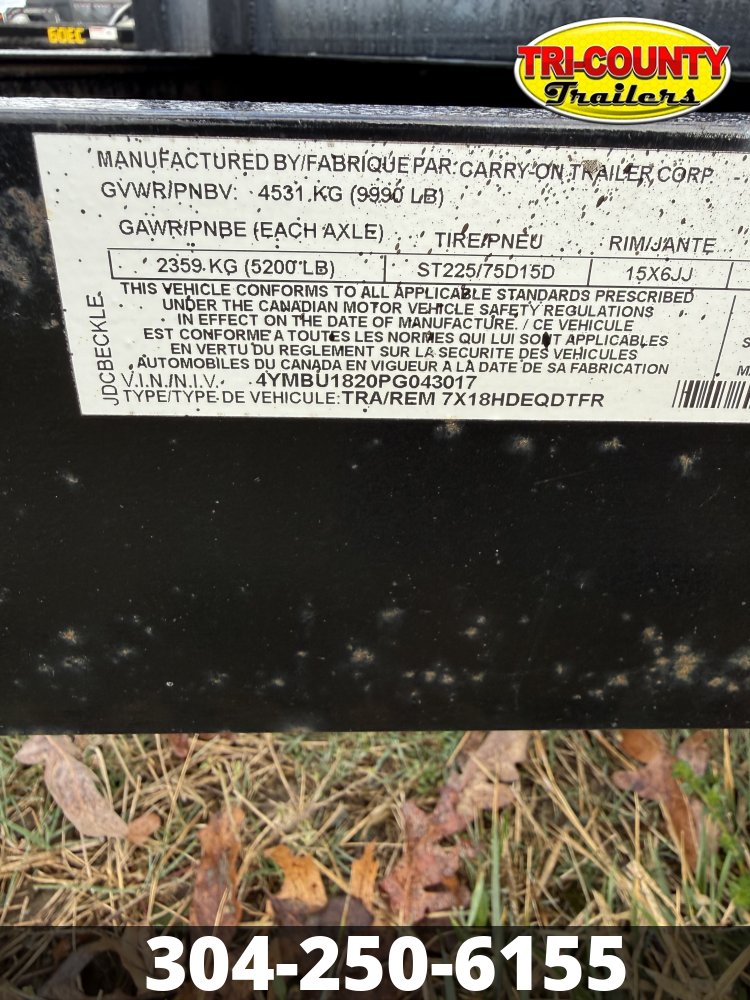 60EC
TRI-COUNTY
Trailers
MANUFACTURED BY/FABRIQUE PAR: CARRY-ON TRAILER CORP
GVWR/PNBV: 4531 KG (9990 LB)
GAWR/PNBE (EACH AXLE) TIRE/PNEU RIM/JANTE
2359 KG (5200 LB) ST225/75D15D 15X6JJ
THIS VEHICLE CONFORMS TO ALL APPLICABLE STANDARDS PRESCRIBED
UNDER THE CANADIAN MOTOR VEHICLE SAFETY REGULATIONS
IN EFFECT ON THE DATE OF MANUFACTURE. / CE VEHICULE
EST CONFORME A TOUTES LES NORMES QUI LUI SONT APPLICABLES
EN VERTU DU REGLEMENT SUR LA SECURITE DES VEHICULES
AUTOMOBILES DU CANADA EN VIGUEUR A LA DATE DE SA FABRICATION
V.I.N./N.I.V. 4YMBU1820PG043017
TYPE/TYPE DE VEHICULE: TRA/REM 7X18HDEQDTFR
JDCBECKLE
304-250-6155